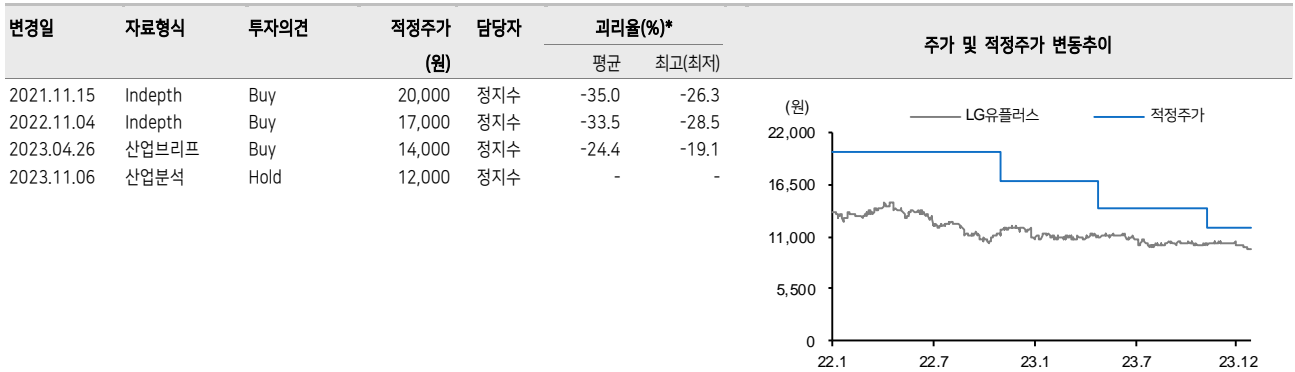 변경일 자료형식 투자의견 적정주가 담당자 괴리율(%)* 주가 및 적정주가 변동추이
(원) 평균 최고(최저)
2021.11.15 Indepth Buy 20,000 정지수 -35.0 -26.3
2022.11.04 Indepth Buy 17,000 정지수 -33.5 -28.5
2023.04.26 산업브리프 Buy 14,000 정지수 -24.4 -19.1
2023.11.06 산업분석 Hold 12,000 정지수 - -
(원) LG유플러스 적정주가
22,000
16,500
11,000
5,500
0
22.1 22.7 23.1 23.7 23.12